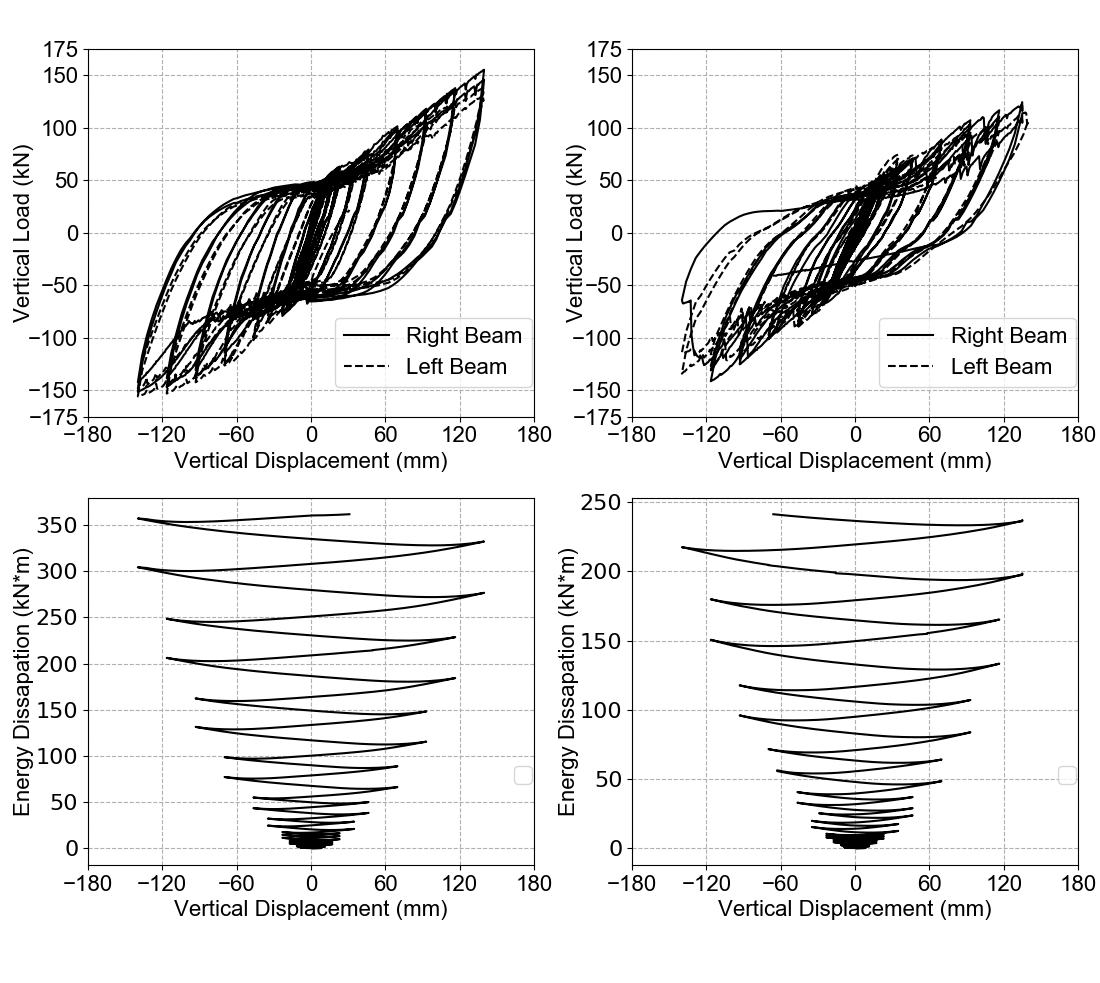 175
150
100
50
0
−50
−100
−150
−175
Vertical Load (kN)
Right Beam
Left Beam
−180 −120 −60 0 60 120 180
Vertical Displacement (mm)
175
150
100
50
0
−50
−100
−150
−175
Vertical Load (kN)
Right Beam
Left Beam
−180 −120 −60 0 60 120 180
Vertical Displacement (mm)
350
300
250
200
150
100
50
0
Energy Dissapation (kN*m)
−180 −120 −60 0 60 120 180
Vertical Displacement (mm)
250
200
150
100
50
0
Energy Dissapation (kN*m)
−180 −120 −60 0 60 120 180
Vertical Displacement (mm)